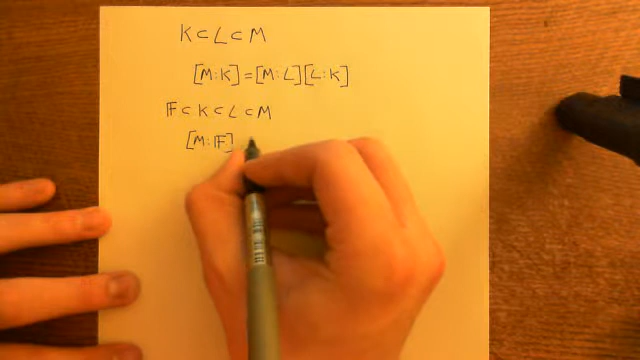 K ⊂ L ⊂ M
[M:K] = [M:L][L:K]
𝔽 ⊂ K ⊂ L ⊂ M
[M:𝔽]